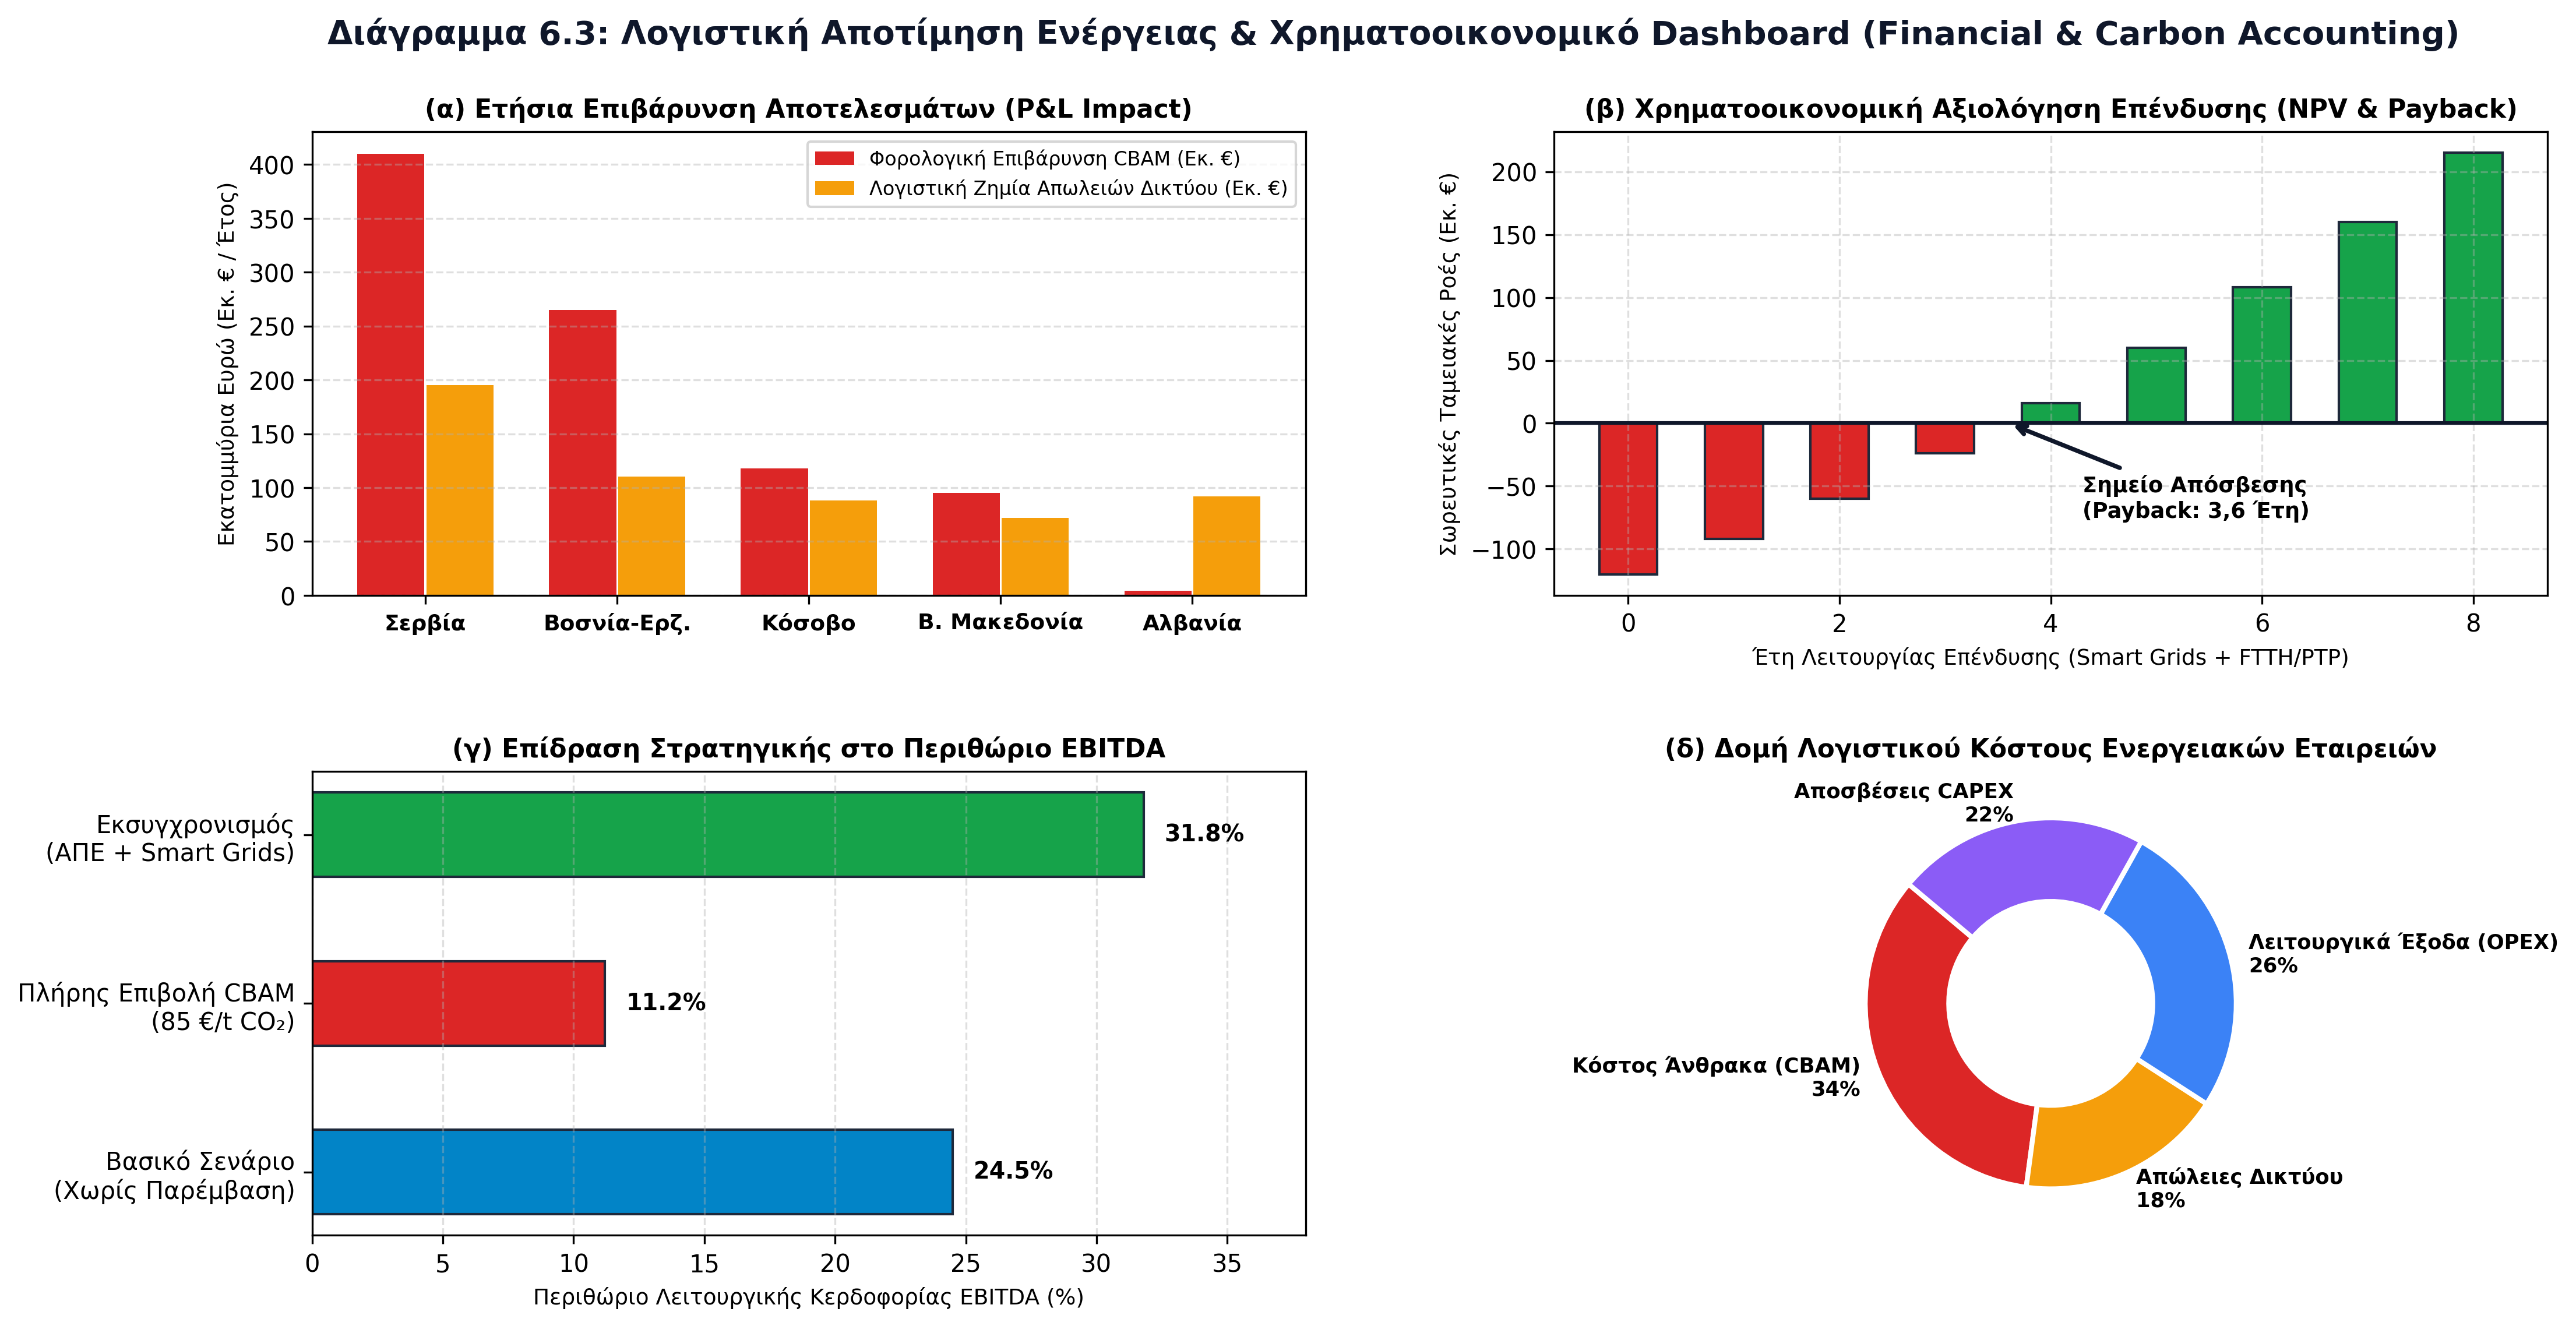 Διάγραμμα 6.3: Λογιστική Αποτίμηση Ενέργειας & Χρηματοοικονομικό Dashboard (Financial & Carbon Accounting)
(α) Ετήσια Επιβάρυνση Αποτελεσμάτων (P&L Impact)
Εκατομμύρια Ευρώ (Εκ. € / Έτος)
400
350
300
250
200
150
100
50
0
Φορολογική Επιβάρυνση CBAM (Εκ. €)
Λογιστική Ζημία Απωλειών Δικτύου (Εκ. €)
Σερβία
Βοσνία-Ερζ.
Κόσοβο
Β. Μακεδονία
Αλβανία
(β) Χρηματοοικονομική Αξιολόγηση Επένδυσης (NPV & Payback)
Σωρευτικές Ταμειακές Ροές (Εκ. €)
200
150
100
50
0
−50
−100
Σημείο Απόσβεσης
(Payback: 3,6 Έτη)
0
2
4
6
8
Έτη Λειτουργίας Επένδυσης (Smart Grids + FTTH/PTP)
(γ) Επίδραση Στρατηγικής στο Περιθώριο EBITDA
Εκσυγχρονισμός
(ΑΠΕ + Smart Grids)
31.8%
Πλήρης Επιβολή CBAM
(85 €/t CO₂)
11.2%
Βασικό Σενάριο
(Χωρίς Παρέμβαση)
24.5%
0
5
10
15
20
25
30
35
Περιθώριο Λειτουργικής Κερδοφορίας EBITDA (%)
(δ) Δομή Λογιστικού Κόστους Ενεργειακών Εταιρειών
Αποσβέσεις CAPEX
22%
Λειτουργικά Έξοδα (OPEX)
26%
Κόστος Άνθρακα (CBAM)
34%
Απώλειες Δικτύου
18%